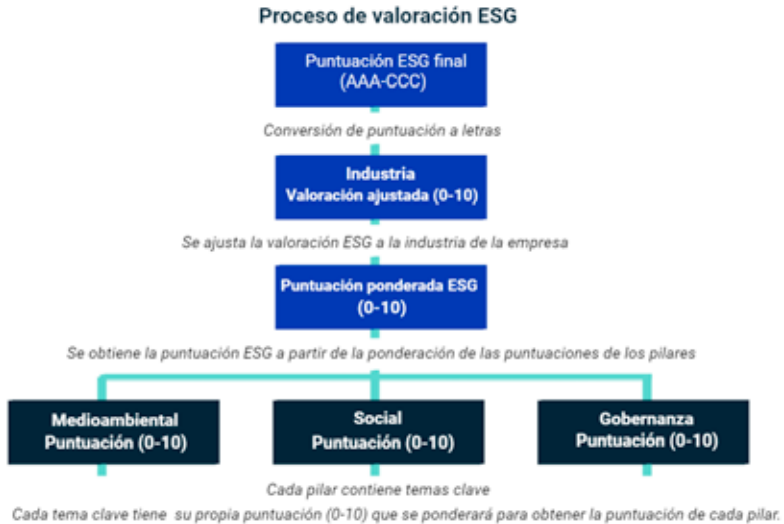 Proceso de valoración ESG
Puntuación ESG final
(AAA-CCC)
Conversión de puntuación a letras
Industria
Valoración ajustada (0-10)
Se ajusta la valoración ESG a la industria de la empresa
Puntuación ponderada ESG
(0-10)
Se obtiene la puntuación ESG a partir de la ponderación de las puntuaciones de los pilares
Medioambiental
Puntuación (0-10)
Social
Puntuación (0-10)
Gobernanza
Puntuación (0-10)
Cada pilar contiene temas clave
Cada tema clave tiene su propia puntuación (0-10) que se ponderará para obtener la puntuación de cada pilar.